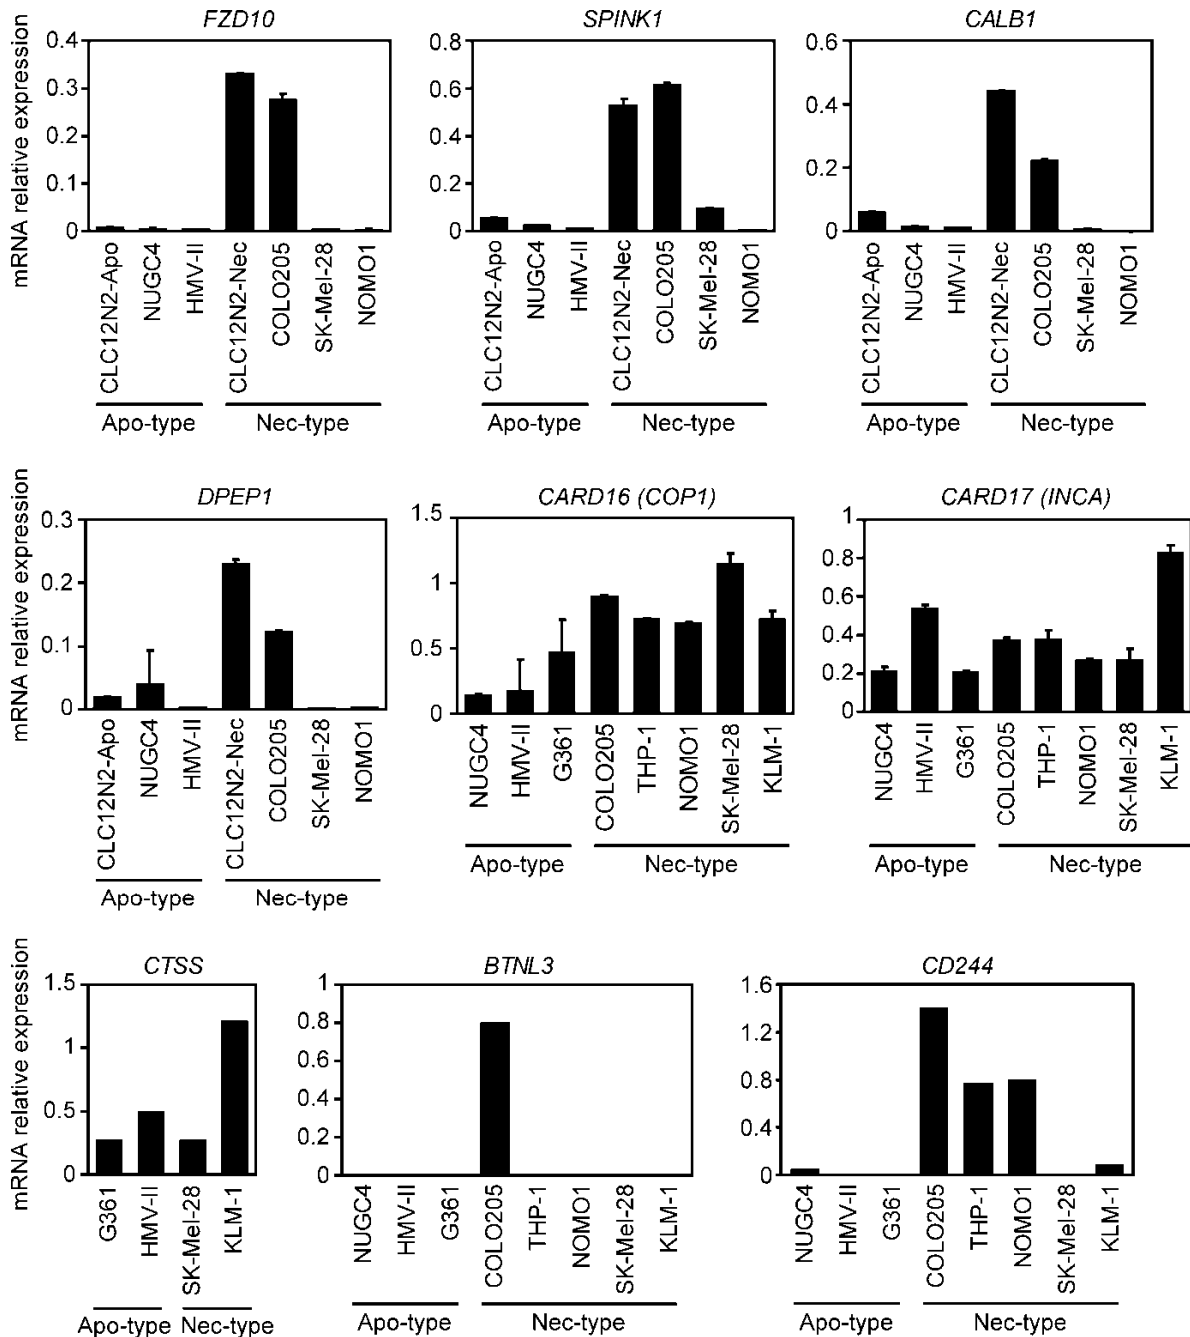 FZD10
SPINK1
CALB1
mRNA relative expression
0.4
0.3
0.2
0.1
0
0.8
0.6
0.4
0.2
0
0.6
0.4
0.2
0
CLC12N2-Apo
NUGC4
HMV-II
CLC12N2-Nec
COLO205
SK-Mel-28
NOMO1
CLC12N2-Apo
NUGC4
HMV-II
CLC12N2-Nec
COLO205
SK-Mel-28
NOMO1
CLC12N2-Apo
NUGC4
HMV-II
CLC12N2-Nec
COLO205
SK-Mel-28
NOMO1
Apo-type
Nec-type
Apo-type
Nec-type
Apo-type
Nec-type
DPEP1
CARD16 (COP1)
CARD17 (INCA)
mRNA relative expression
0.3
0.2
0.1
0
1.5
1
0.5
0
1
0.8
0.6
0.4
0.2
0
CLC12N2-Apo
NUGC4
HMV-II
CLC12N2-Nec
COLO205
SK-Mel-28
NOMO1
NUGC4
HMV-II
G361
COLO205
THP-1
NOMO1
SK-Mel-28
KLM-1
NUGC4
HMV-II
G361
COLO205
THP-1
NOMO1
SK-Mel-28
KLM-1
Apo-type
Nec-type
Apo-type
Nec-type
Apo-type
Nec-type
CTSS
BTNL3
CD244
mRNA relative expression
1.5
1
0.5
0
1
0.8
0.6
0.4
0.2
0
1.6
1.2
0.8
0.4
0
G361
HMV-II
SK-Mel-28
KLM-1
NUGC4
HMV-II
G361
COLO205
THP-1
NOMO1
SK-Mel-28
KLM-1
NUGC4
HMV-II
G361
COLO205
THP-1
NOMO1
SK-Mel-28
KLM-1
Apo-type
Nec-type
Apo-type
Nec-type
Apo-type
Nec-type